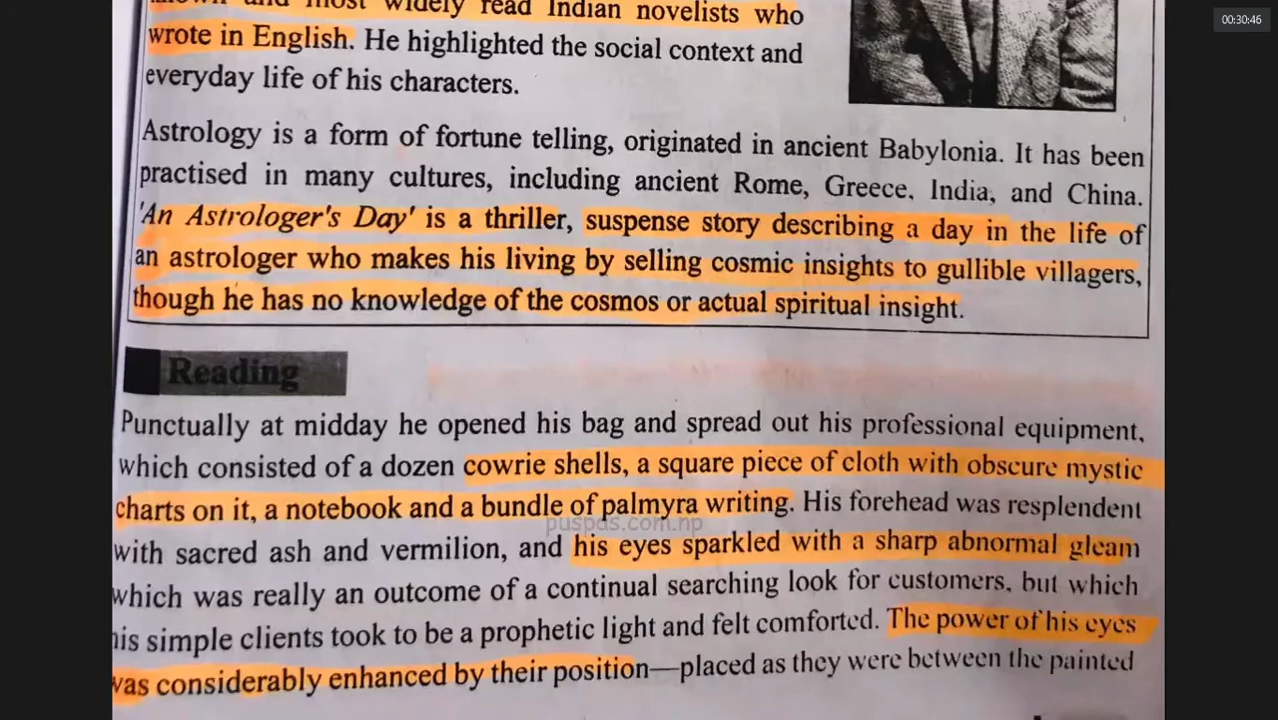 known and most widely read Indian novelists who
wrote in English. He highlighted the social context and
everyday life of his characters.
Astrology is a form of fortune telling, originated in ancient Babylonia. It has been
practised in many cultures, including ancient Rome, Greece, India, and China.
'An Astrologer's Day' is a thriller, suspense story describing a day in the life of
an astrologer who makes his living by selling cosmic insights to gullible villagers,
though he has no knowledge of the cosmos or actual spiritual insight.
Reading
Punctually at midday he opened his bag and spread out his professional equipment,
which consisted of a dozen cowrie shells, a square piece of cloth with obscure mystic
charts on it, a notebook and a bundle of palmyra writing. His forehead was resplendent
puspas.com.np
with sacred ash and vermilion, and his eyes sparkled with a sharp abnormal gleam
which was really an outcome of a continual searching look for customers, but which
his simple clients took to be a prophetic light and felt comforted. The power of his eyes
was considerably enhanced by their position—placed as they were between the painted
00:30:46